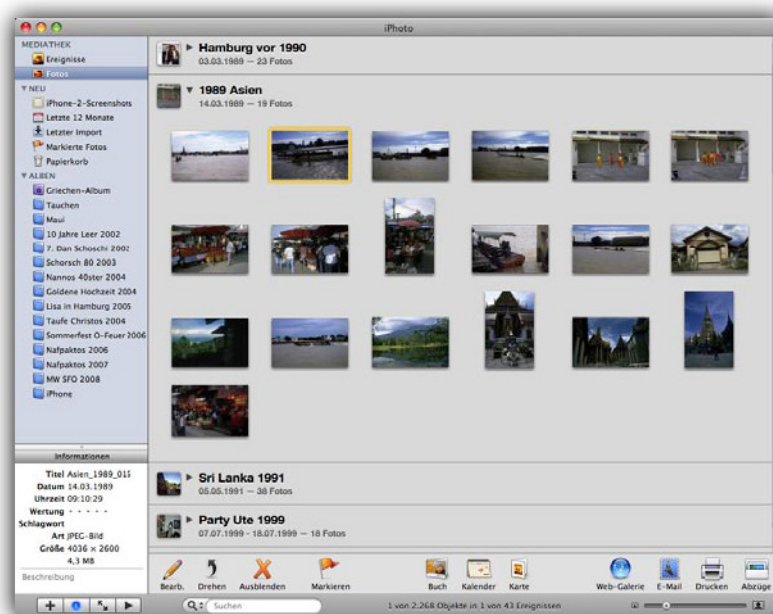 iPhoto
MEDIATHEK
Ereignisse
Fotos
NEU
iPhone-2-Screenshots
Letzte 12 Monate
Letzter Import
Markierte Fotos
Papierkorb
ALBEN
Griechen-Album
Tauchen
Maui
10 Jahre Leer 2002
7. Dan Schoschi 2002
Schorsch 80 2003
Nannos 40ster 2004
Goldene Hochzeit 2004
Lisa in Hamburg 2005
Taufe Christos 2004
Sommerfest O-Feuer 2006
Nafpaktos 2006
Nafpaktos 2007
MW SFO 2008
iPhone
Informationen
Titel Asien_1989_015
Datum 14.03.1989
Uhrzeit 09:10:29
Wertung
Schlagwort
Art JPEG-Bild
Größe 4036 × 2600
4,3 MB
Beschreibung
Hamburg vor 1990
03.03.1989 — 23 Fotos
1989 Asien
14.03.1989 — 19 Fotos
Sri Lanka 1991
05.05.1991 — 38 Fotos
Party Ute 1999
07.07.1999 - 18.07.1999 — 18 Fotos
Bearb. Drehen Ausblenden Markieren Buch Kalender Karte Web-Galerie E-Mail Drucken Abzüge
Suchen 1 von 2.268 Objekte in 1 von 43 Ereignissen